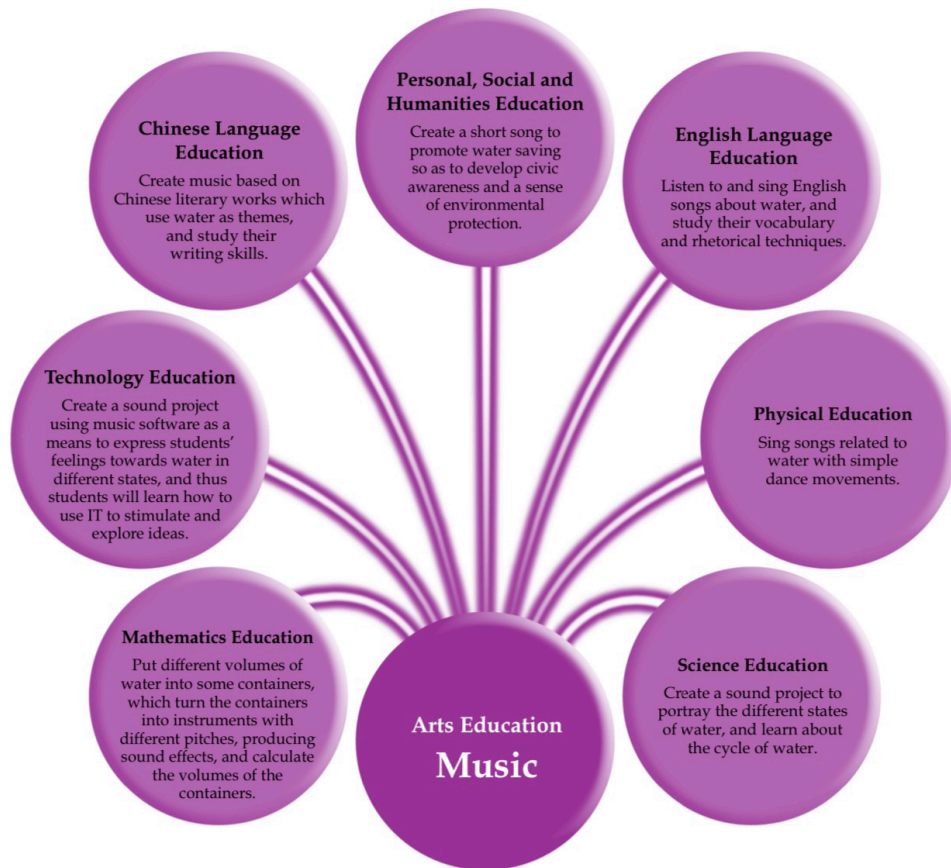 Personal, Social and
Humanities Education
Create a short song to
promote water saving
so as to develop civic
awareness and a sense
of environmental
protection.
Chinese Language
Education
Create music based on
Chinese literary works which
use water as themes,
and study their
writing skills.
English Language
Education
Listen to and sing English
songs about water, and
study their vocabulary
and rhetorical techniques.
Technology Education
Create a sound project
using music software as a
means to express students’
feelings towards water in
different states, and thus
students will learn how to
use IT to stimulate and
explore ideas.
Physical Education
Sing songs related to
water with simple
dance movements.
Mathematics Education
Put different volumes of
water into some containers,
which turn the containers
into instruments with
different pitches, producing
sound effects, and calculate
the volumes of the
containers.
Science Education
Create a sound project to
portray the different states
of water, and learn about
the cycle of water.
Arts Education
Music